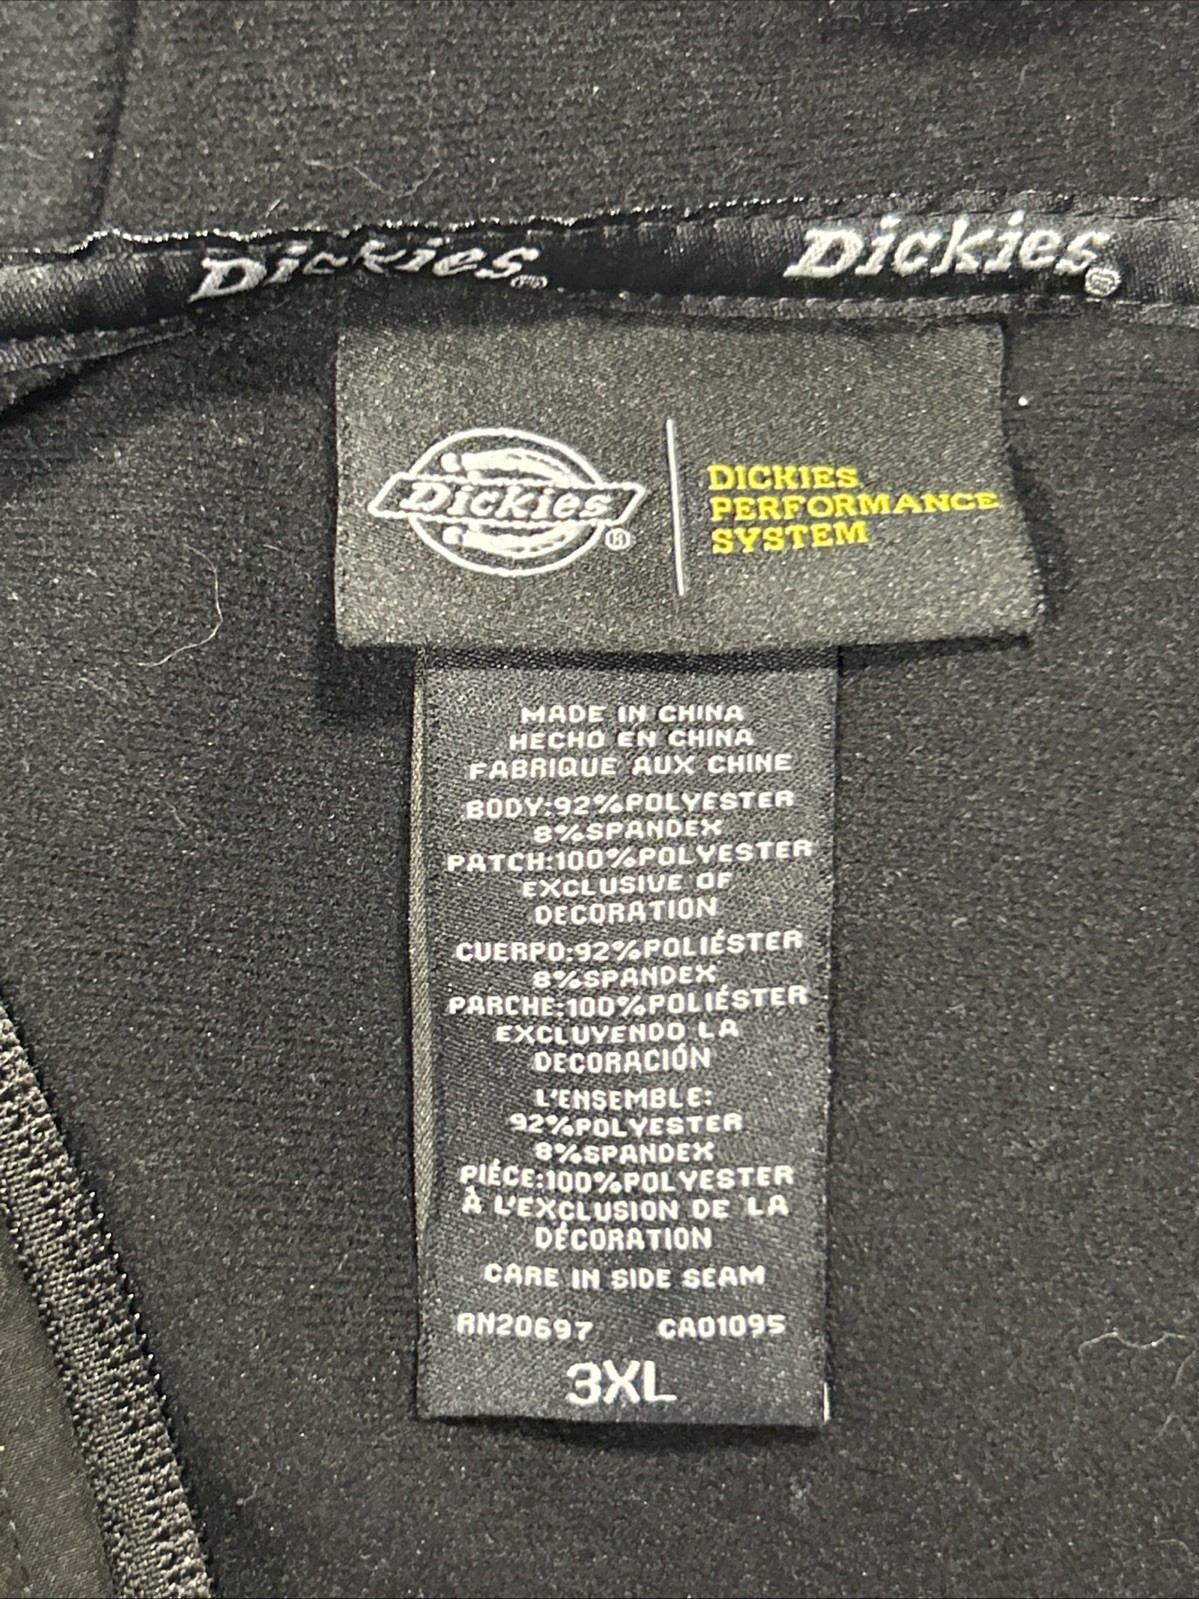 Dickies® Dickies®
Dickies®
DICKIES
PERFORMANCE
SYSTEM
MADE IN CHINA
HECHO EN CHINA
FABRIQUE AUX CHINE
BODY:92%POLYESTER
8%SPANDEX
PATCH:100%POLYESTER
EXCLUSIVE OF
DECORATION
CUERPO:92%POLIÉSTER
8%SPANDEX
PARCHE:100%POLIÉSTER
EXCLUYENDO LA
DECORACIÓN
L'ENSEMBLE:
92%POLYESTER
8%SPANDEX
PIÉCE:100%POLYESTER
À L'EXCLUSION DE LA
DÉCORATION
CARE IN SIDE SEAM
RN20697 CA01095
3XL